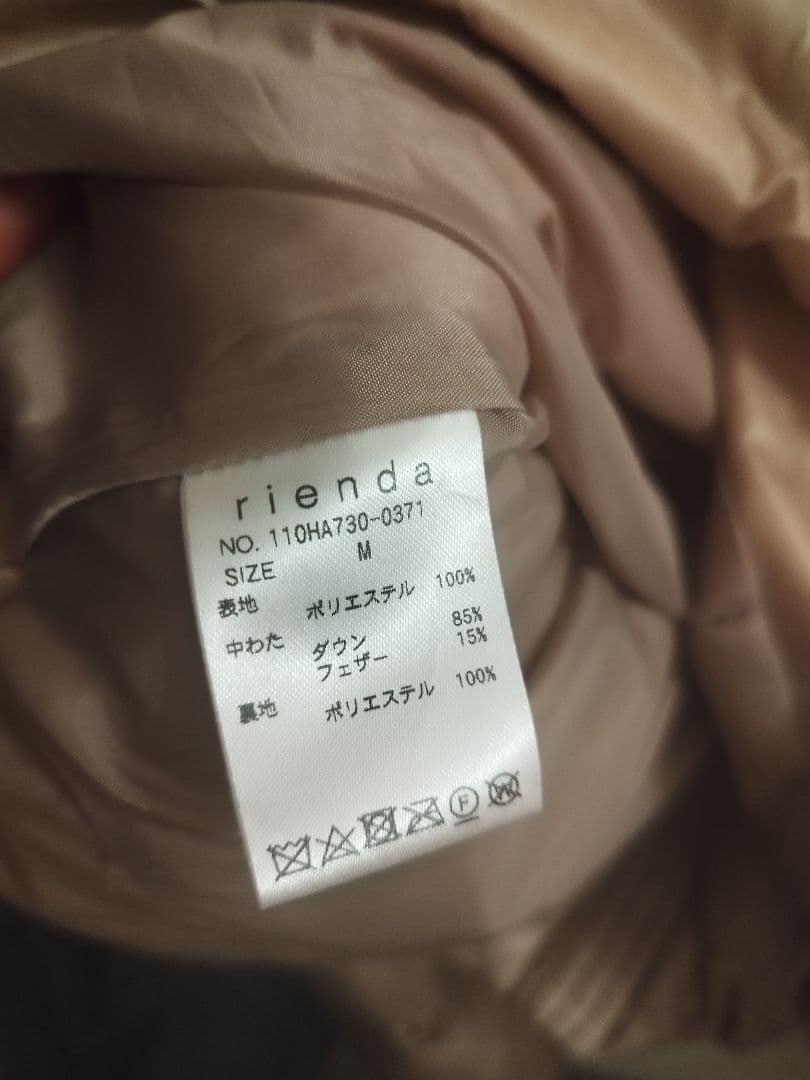 rienda
NO. 110HA730-0371
SIZE M
表地 ポリエステル 100%
中わた ダウン 85%
フェザー 15%
裏地 ポリエステル 100%
F W